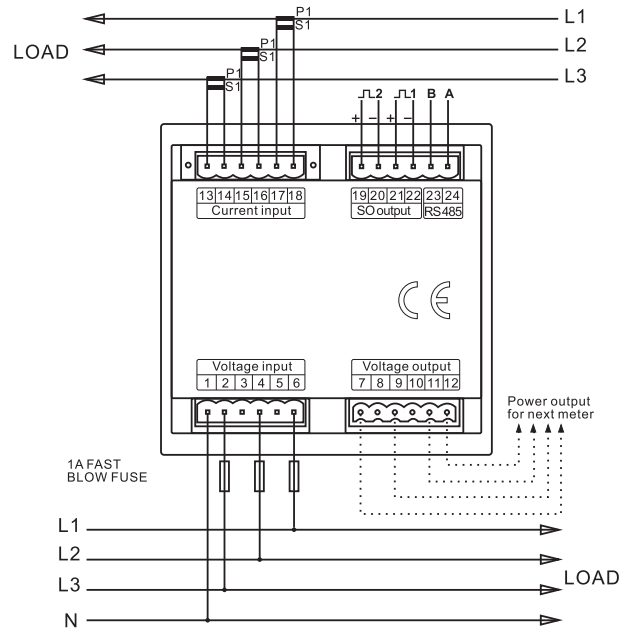 P1
L1
S1
P1
L2
LOAD
S1
P1
L3
S1
2 1 B A
+ − + −
13 14 15 16 17 18
Current input
19 20 21 22 23 24
SO output RS485
CE
Voltage input
1 2 3 4 5 6
Voltage output
7 8 9 10 11 12
Power output
for next meter
1A FAST
BLOW FUSE
L1
L2
L3
LOAD
N